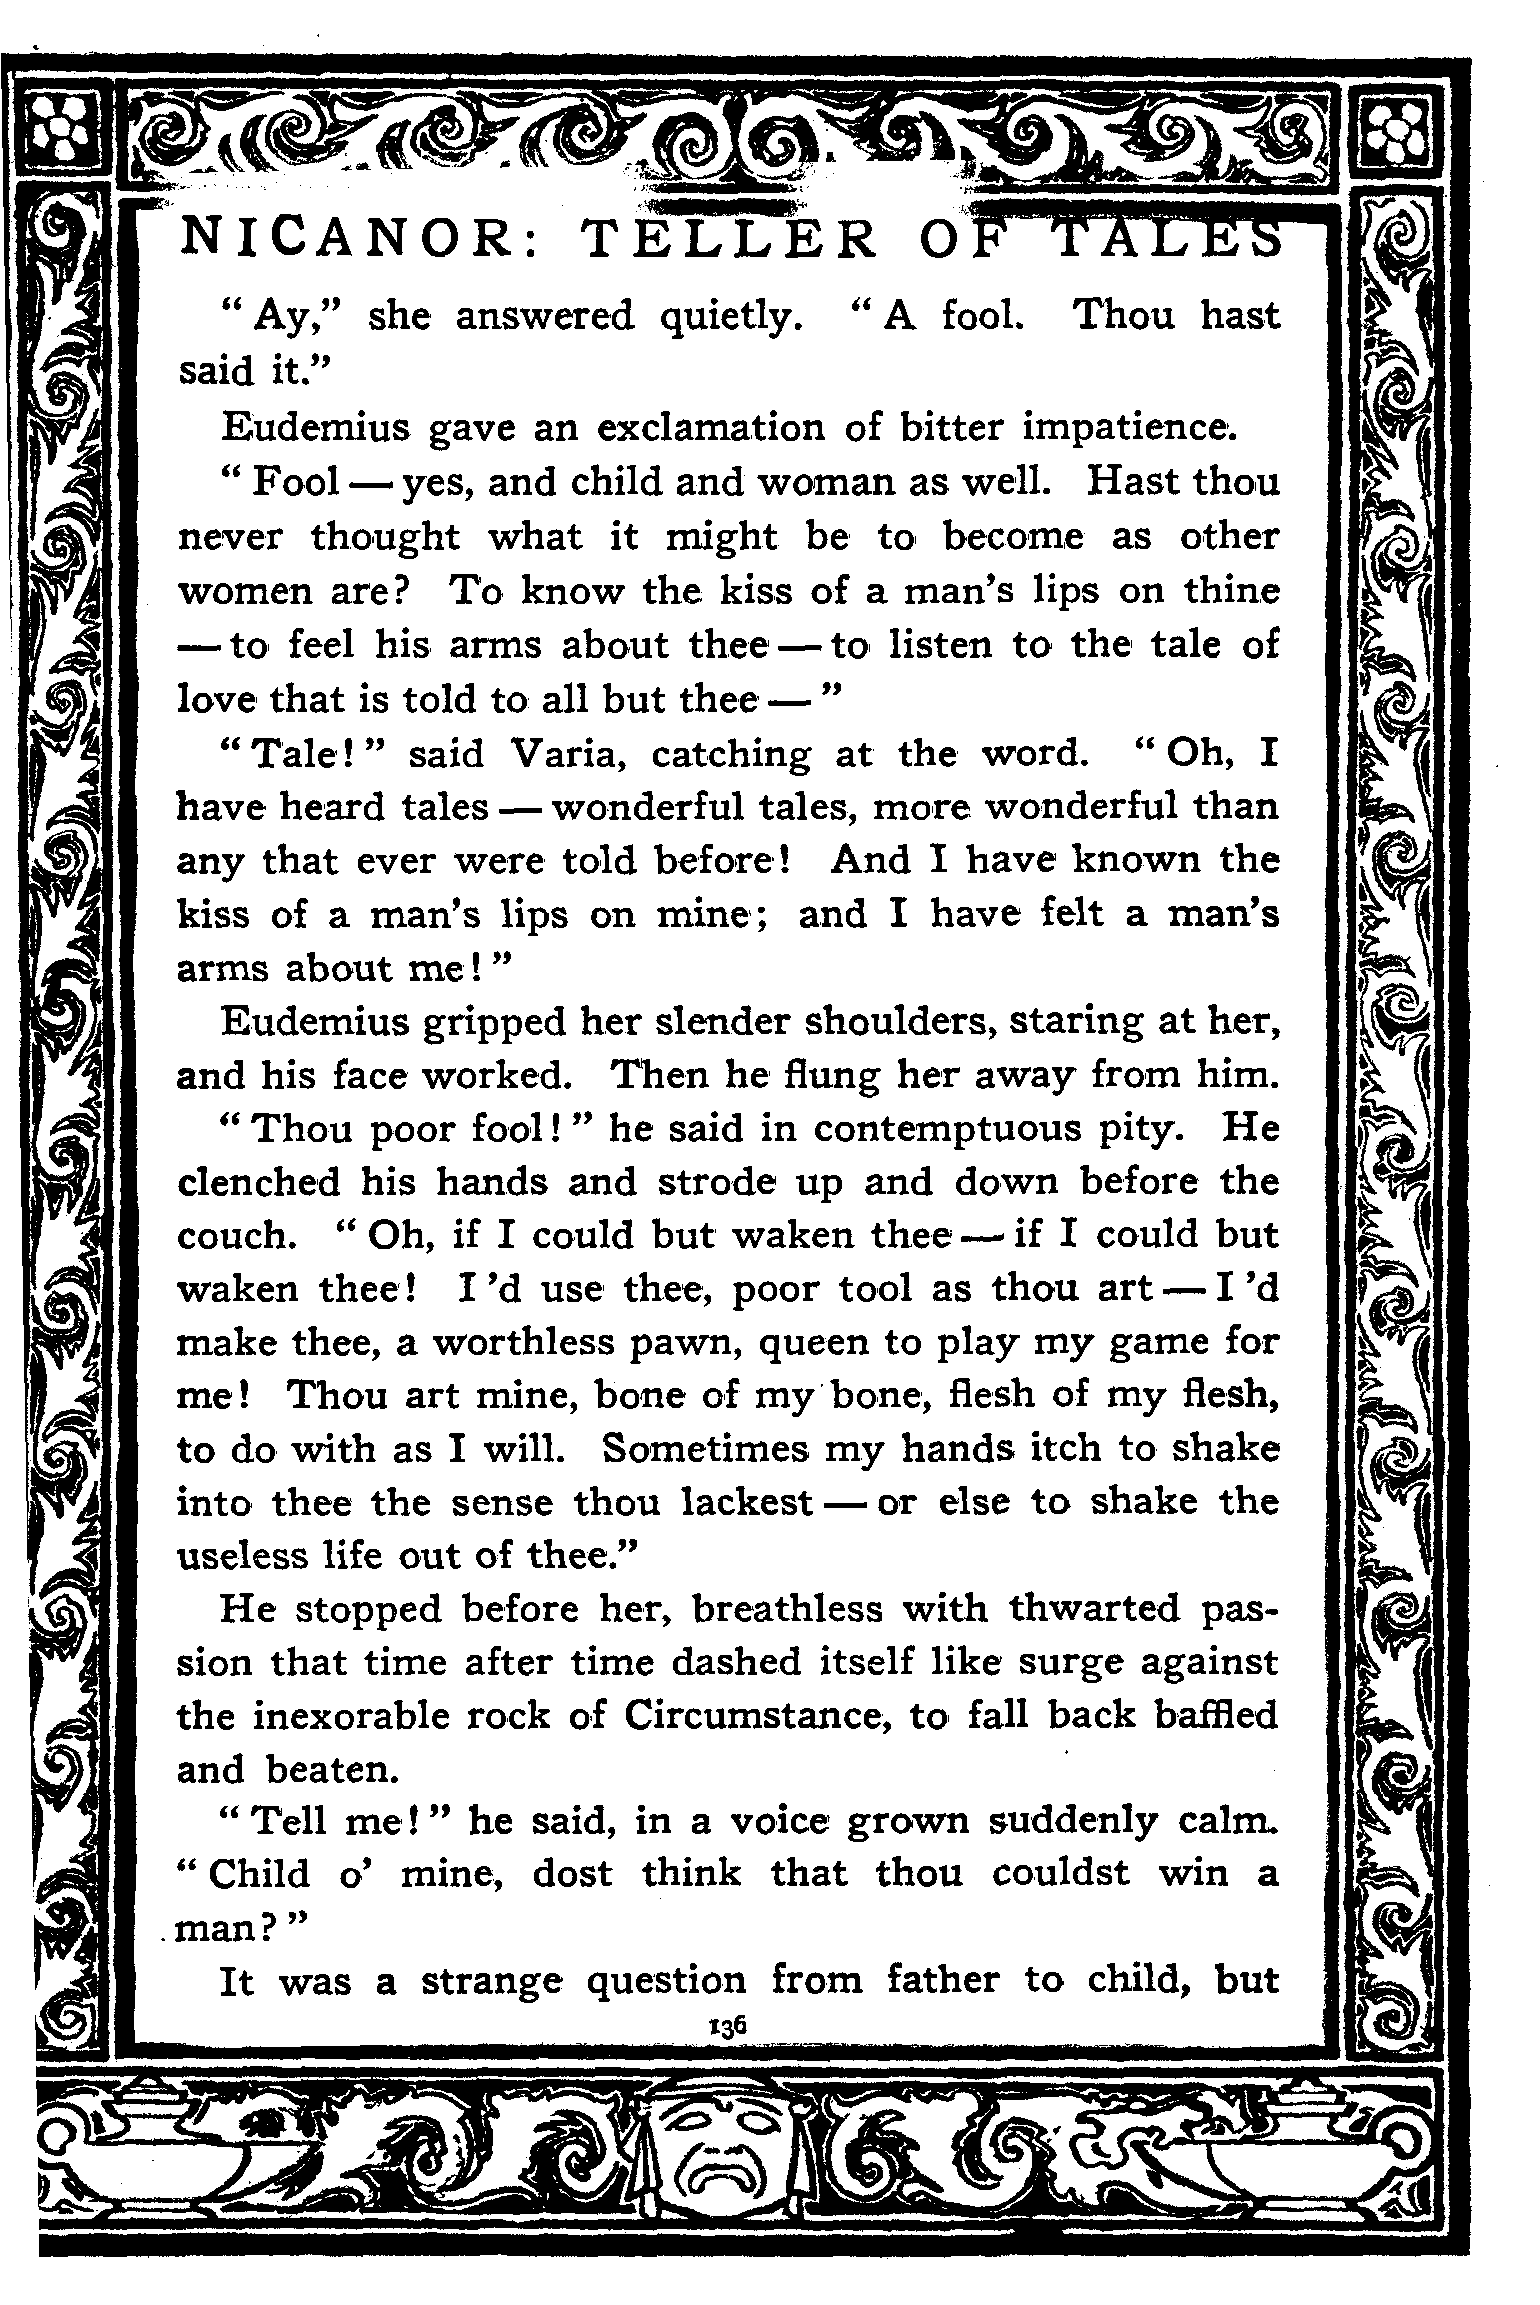 NICANOR: TELLER OF TALES
“Ay,” she answered quietly. “A fool. Thou hast
said it.”
Eudemius gave an exclamation of bitter impatience.
“Fool — yes, and child and woman as well. Hast thou
never thought what it might be to become as other
women are? To know the kiss of a man’s lips on thine
— to feel his arms about thee — to listen to the tale of
love that is told to all but thee — ”
“Tale!” said Varia, catching at the word. “Oh, I
have heard tales — wonderful tales, more wonderful than
any that ever were told before! And I have known the
kiss of a man’s lips on mine; and I have felt a man’s
arms about me!”
Eudemius gripped her slender shoulders, staring at her,
and his face worked. Then he flung her away from him.
“Thou poor fool!” he said in contemptuous pity. He
clenched his hands and strode up and down before the
couch. “Oh, if I could but waken thee — if I could but
waken thee! I ’d use thee, poor tool as thou art — I ’d
make thee, a worthless pawn, queen to play my game for
me! Thou art mine, bone of my bone, flesh of my flesh,
to do with as I will. Sometimes my hands itch to shake
into thee the sense thou lackest — or else to shake the
useless life out of thee.”
He stopped before her, breathless with thwarted pas-
sion that time after time dashed itself like surge against
the inexorable rock of Circumstance, to fall back baffled
and beaten.
“Tell me!” he said, in a voice grown suddenly calm.
“Child o’ mine, dost think that thou couldst win a
man?”
It was a strange question from father to child, but
136